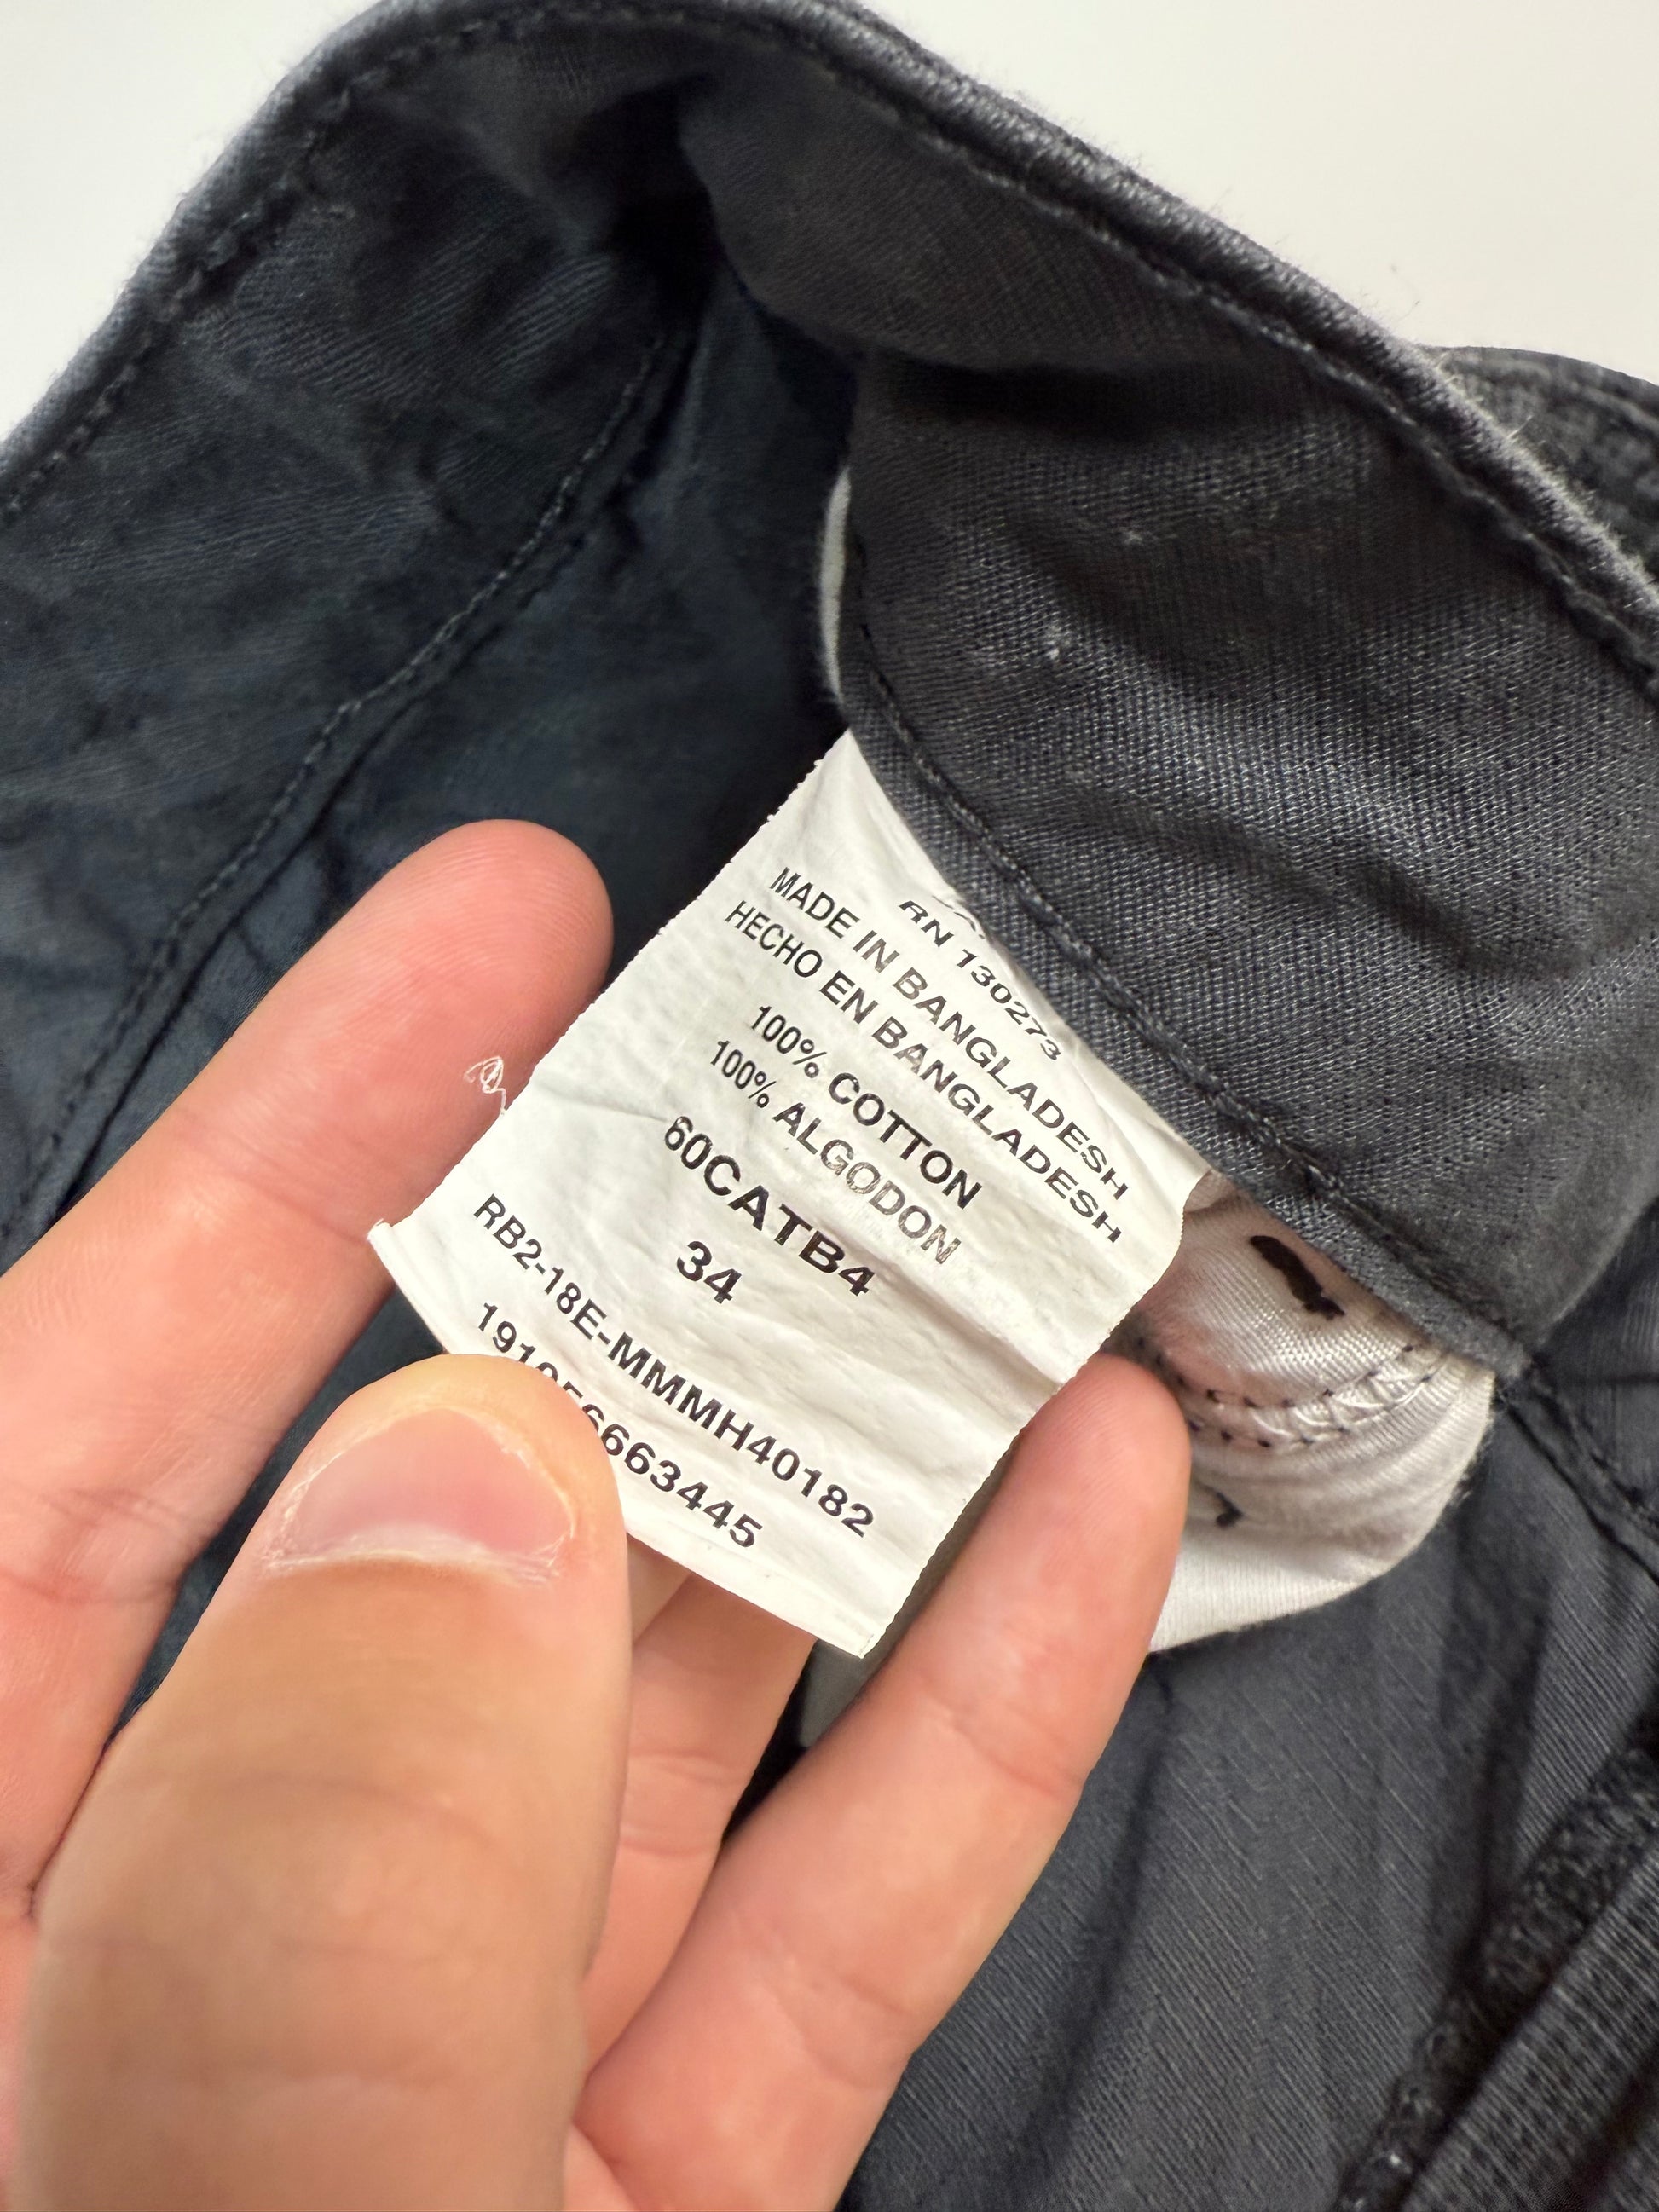 RN 130273
MADE IN BANGLADESH
HECHO EN BANGLADESH
100% COTTON
100% ALGODON
60CATB4
34
RB2-18E-MMMH40182